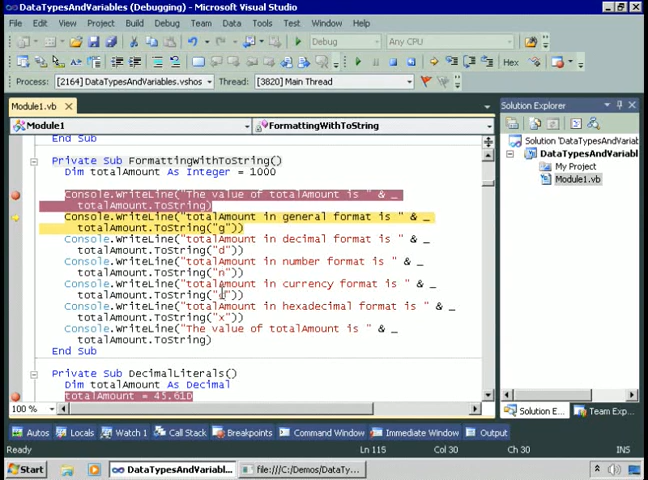 DataTypesAndVariables (Debugging) - Microsoft Visual Studio
File Edit View Project Build Debug Team Data Tools Test Window Help
Debug Any CPU
Hex
Process: [2164] DataTypesAndVariables.vshos Thread: [3820] Main Thread
Module1.vb
Solution Explorer
Module1 FormattingWithToString
End Sub
Private Sub FormattingWithToString()
Dim totalAmount As Integer = 1000
Console.WriteLine("The value of totalAmount is " & _
totalAmount.ToString)
Console.WriteLine("totalAmount in general format is " & _
totalAmount.ToString("g"))
Console.WriteLine("totalAmount in decimal format is " & _
totalAmount.ToString("d"))
Console.WriteLine("totalAmount in number format is " & _
totalAmount.ToString("n"))
Console.WriteLine("totalAmount in currency format is " & _
totalAmount.ToString(" "))
Console.WriteLine("totalAmount in hexadecimal format is " & _
totalAmount.ToString("x"))
Console.WriteLine("The value of totalAmount is " & _
totalAmount.ToString)
End Sub
Private Sub DecimalLiterals()
Dim totalAmount As Decimal
totalAmount = 45.61D
Solution 'DataTypesAndVariab
DataTypesAndVariabl
My Project
Module1.vb
100 %
Solution E... Team Exp...
Autos Locals Watch 1 Call Stack Breakpoints Command Window Immediate Window Output
Ready Ln 115 Col 30 Ch 30 INS
Start DataTypesAndVariabl... file:///C:/Demos/DataTy...